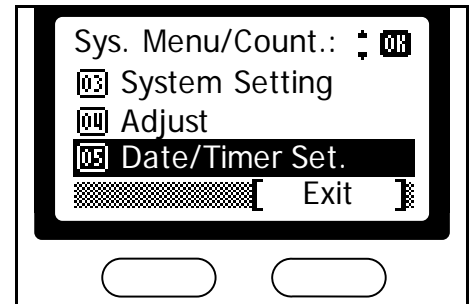 Sys. Menu/Count.: OK
03 System Setting
04 Adjust
05 Date/Timer Set.
[ Exit ]